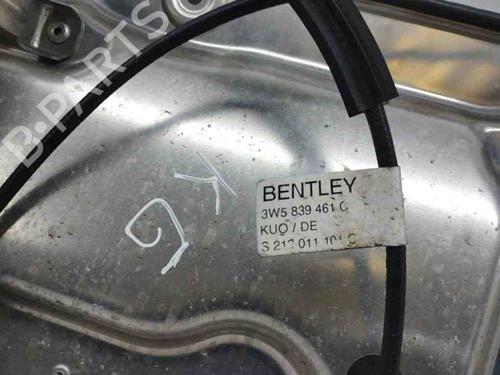 B-PARTS
BENTLEY
3W5 839 461 C
KUO / DE
S 212 011 101 C